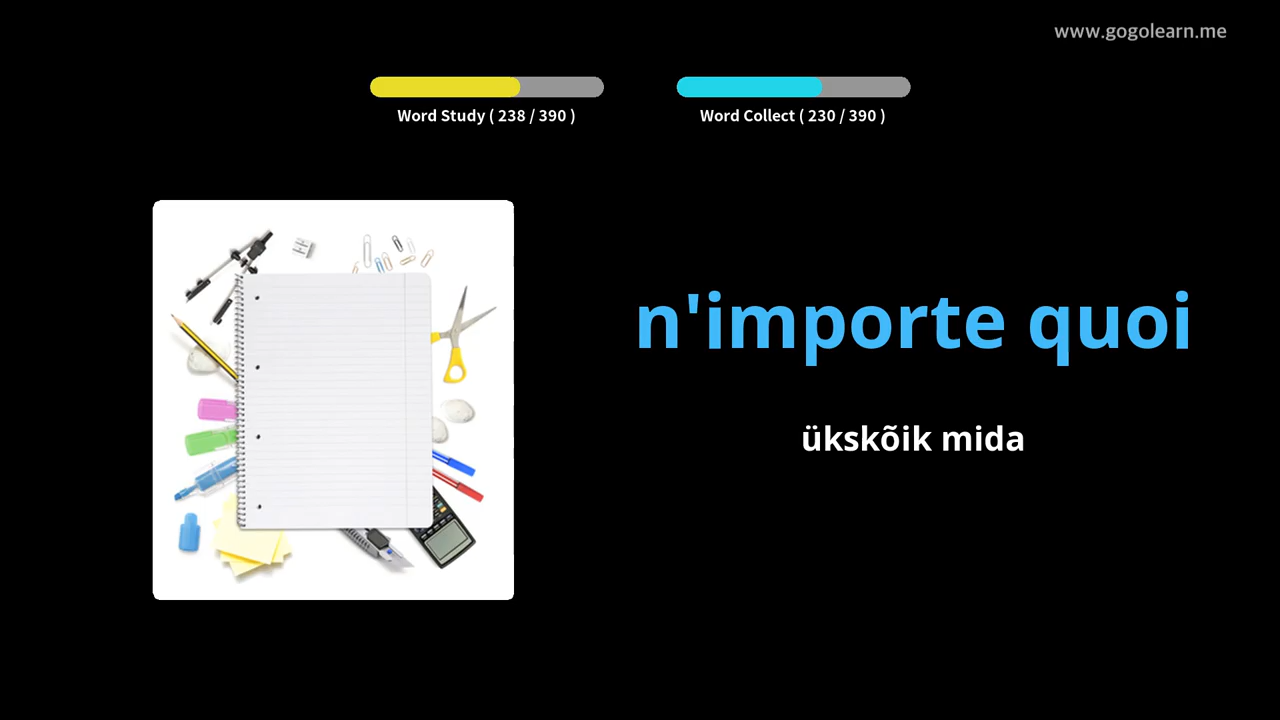 www.gogolearn.me
Word Study ( 238 / 390 )
Word Collect ( 230 / 390 )
n'importe quoi
ükskõik mida